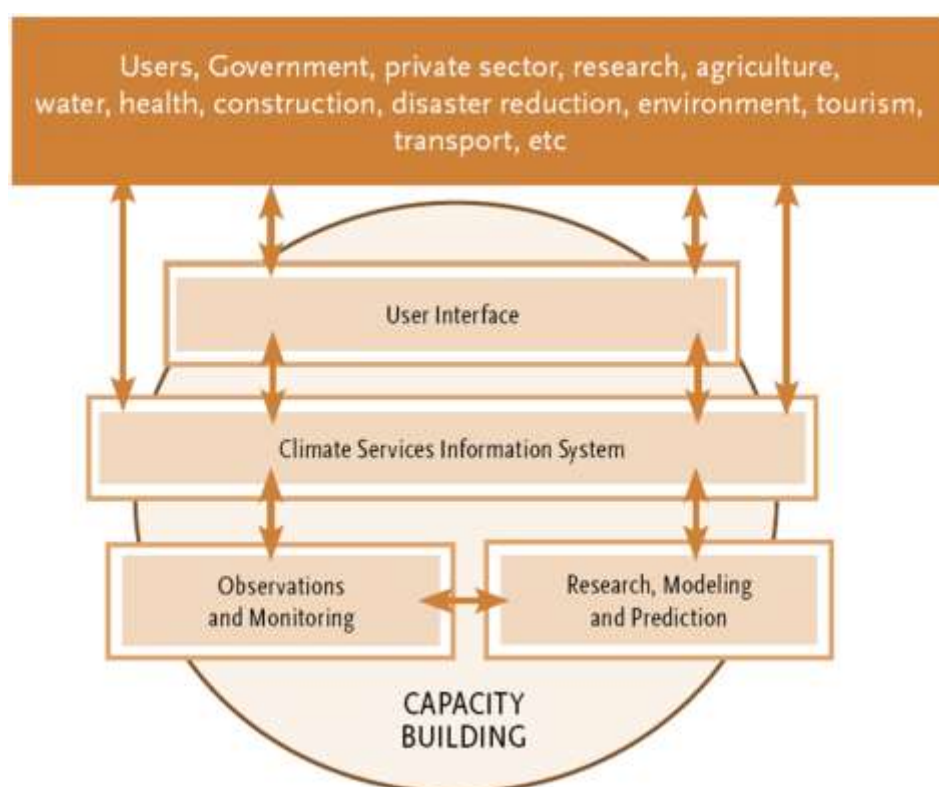 Users, Government, private sector, research, agriculture,
water, health, construction, disaster reduction, environment, tourism,
transport, etc
User Interface
Climate Services Information System
Observations
and Monitoring
Research, Modeling
and Prediction
CAPACITY
BUILDING